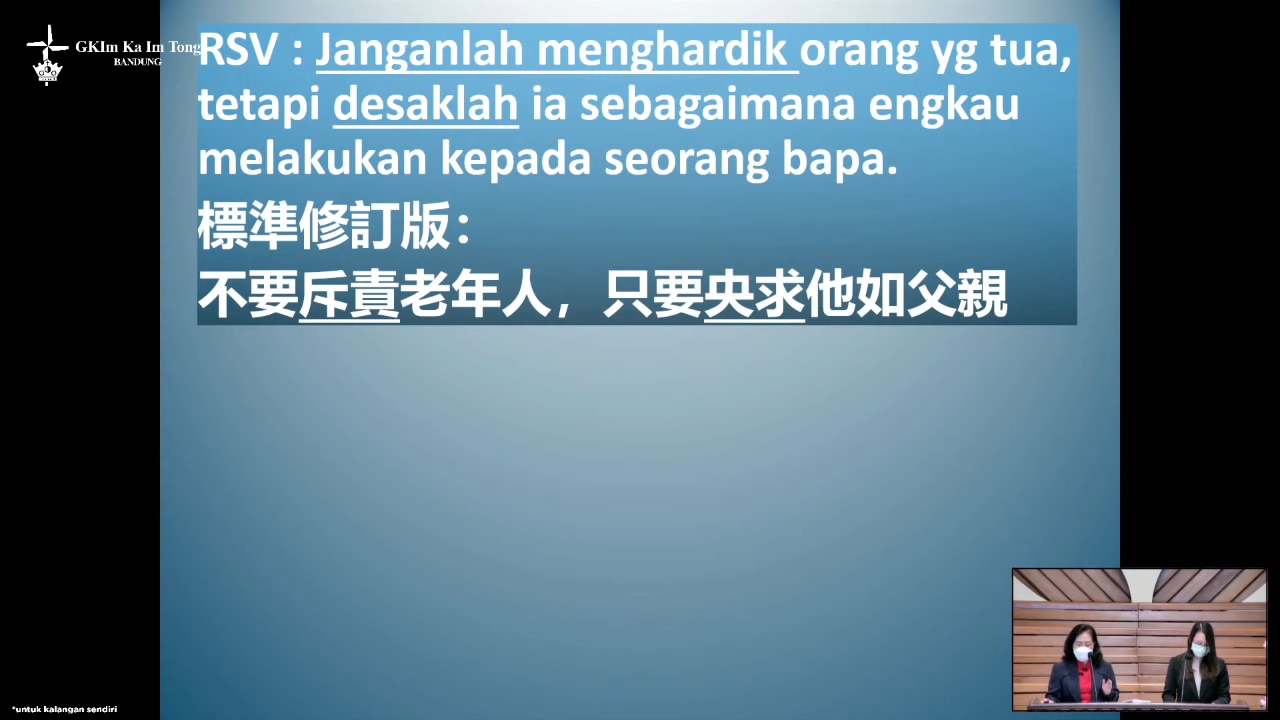 GKIm Ka Im Tong
BANDUNG
RSV : Janganlah menghardik orang yg tua,
tetapi desaklah ia sebagaimana engkau
melakukan kepada seorang bapa.
標準修訂版：
不要斥責老年人，只要央求他如父親
*untuk kalangan sendiri